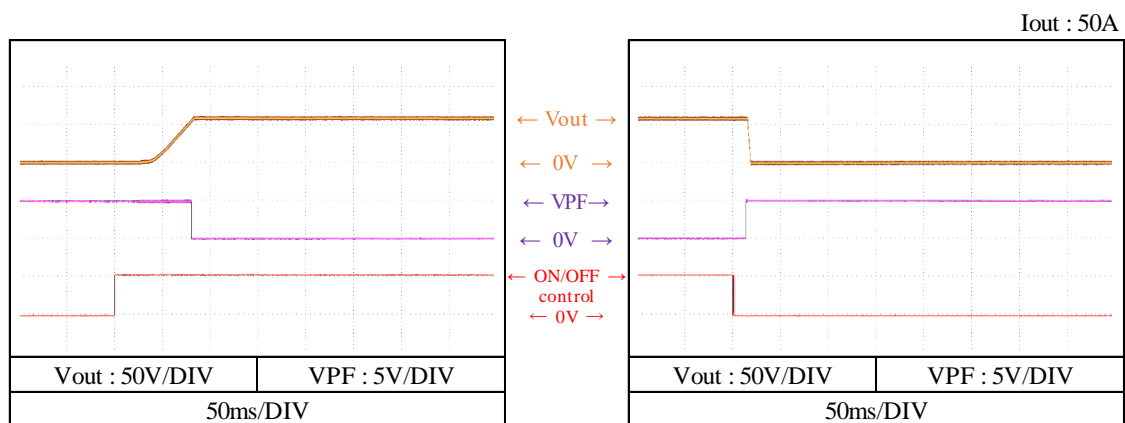 Iout : 50A
← Vout →
← 0V →
← VPF→
← 0V →
← ON/OFF →
control
← 0V →
Vout : 50V/DIV VPF : 5V/DIV
50ms/DIV
Vout : 50V/DIV VPF : 5V/DIV
50ms/DIV